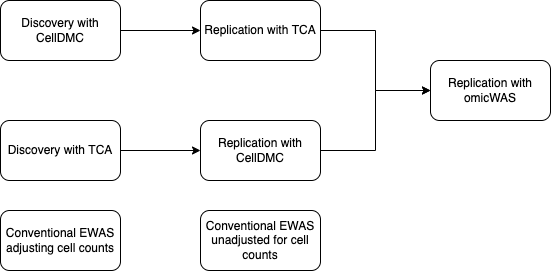 Discovery with
CellDMC
Replication with TCA
Replication with
omicWAS
Discovery with TCA
Replication with
CellDMC
Conventional EWAS
adjusting cell counts
Conventional EWAS
unadjusted for cell
counts